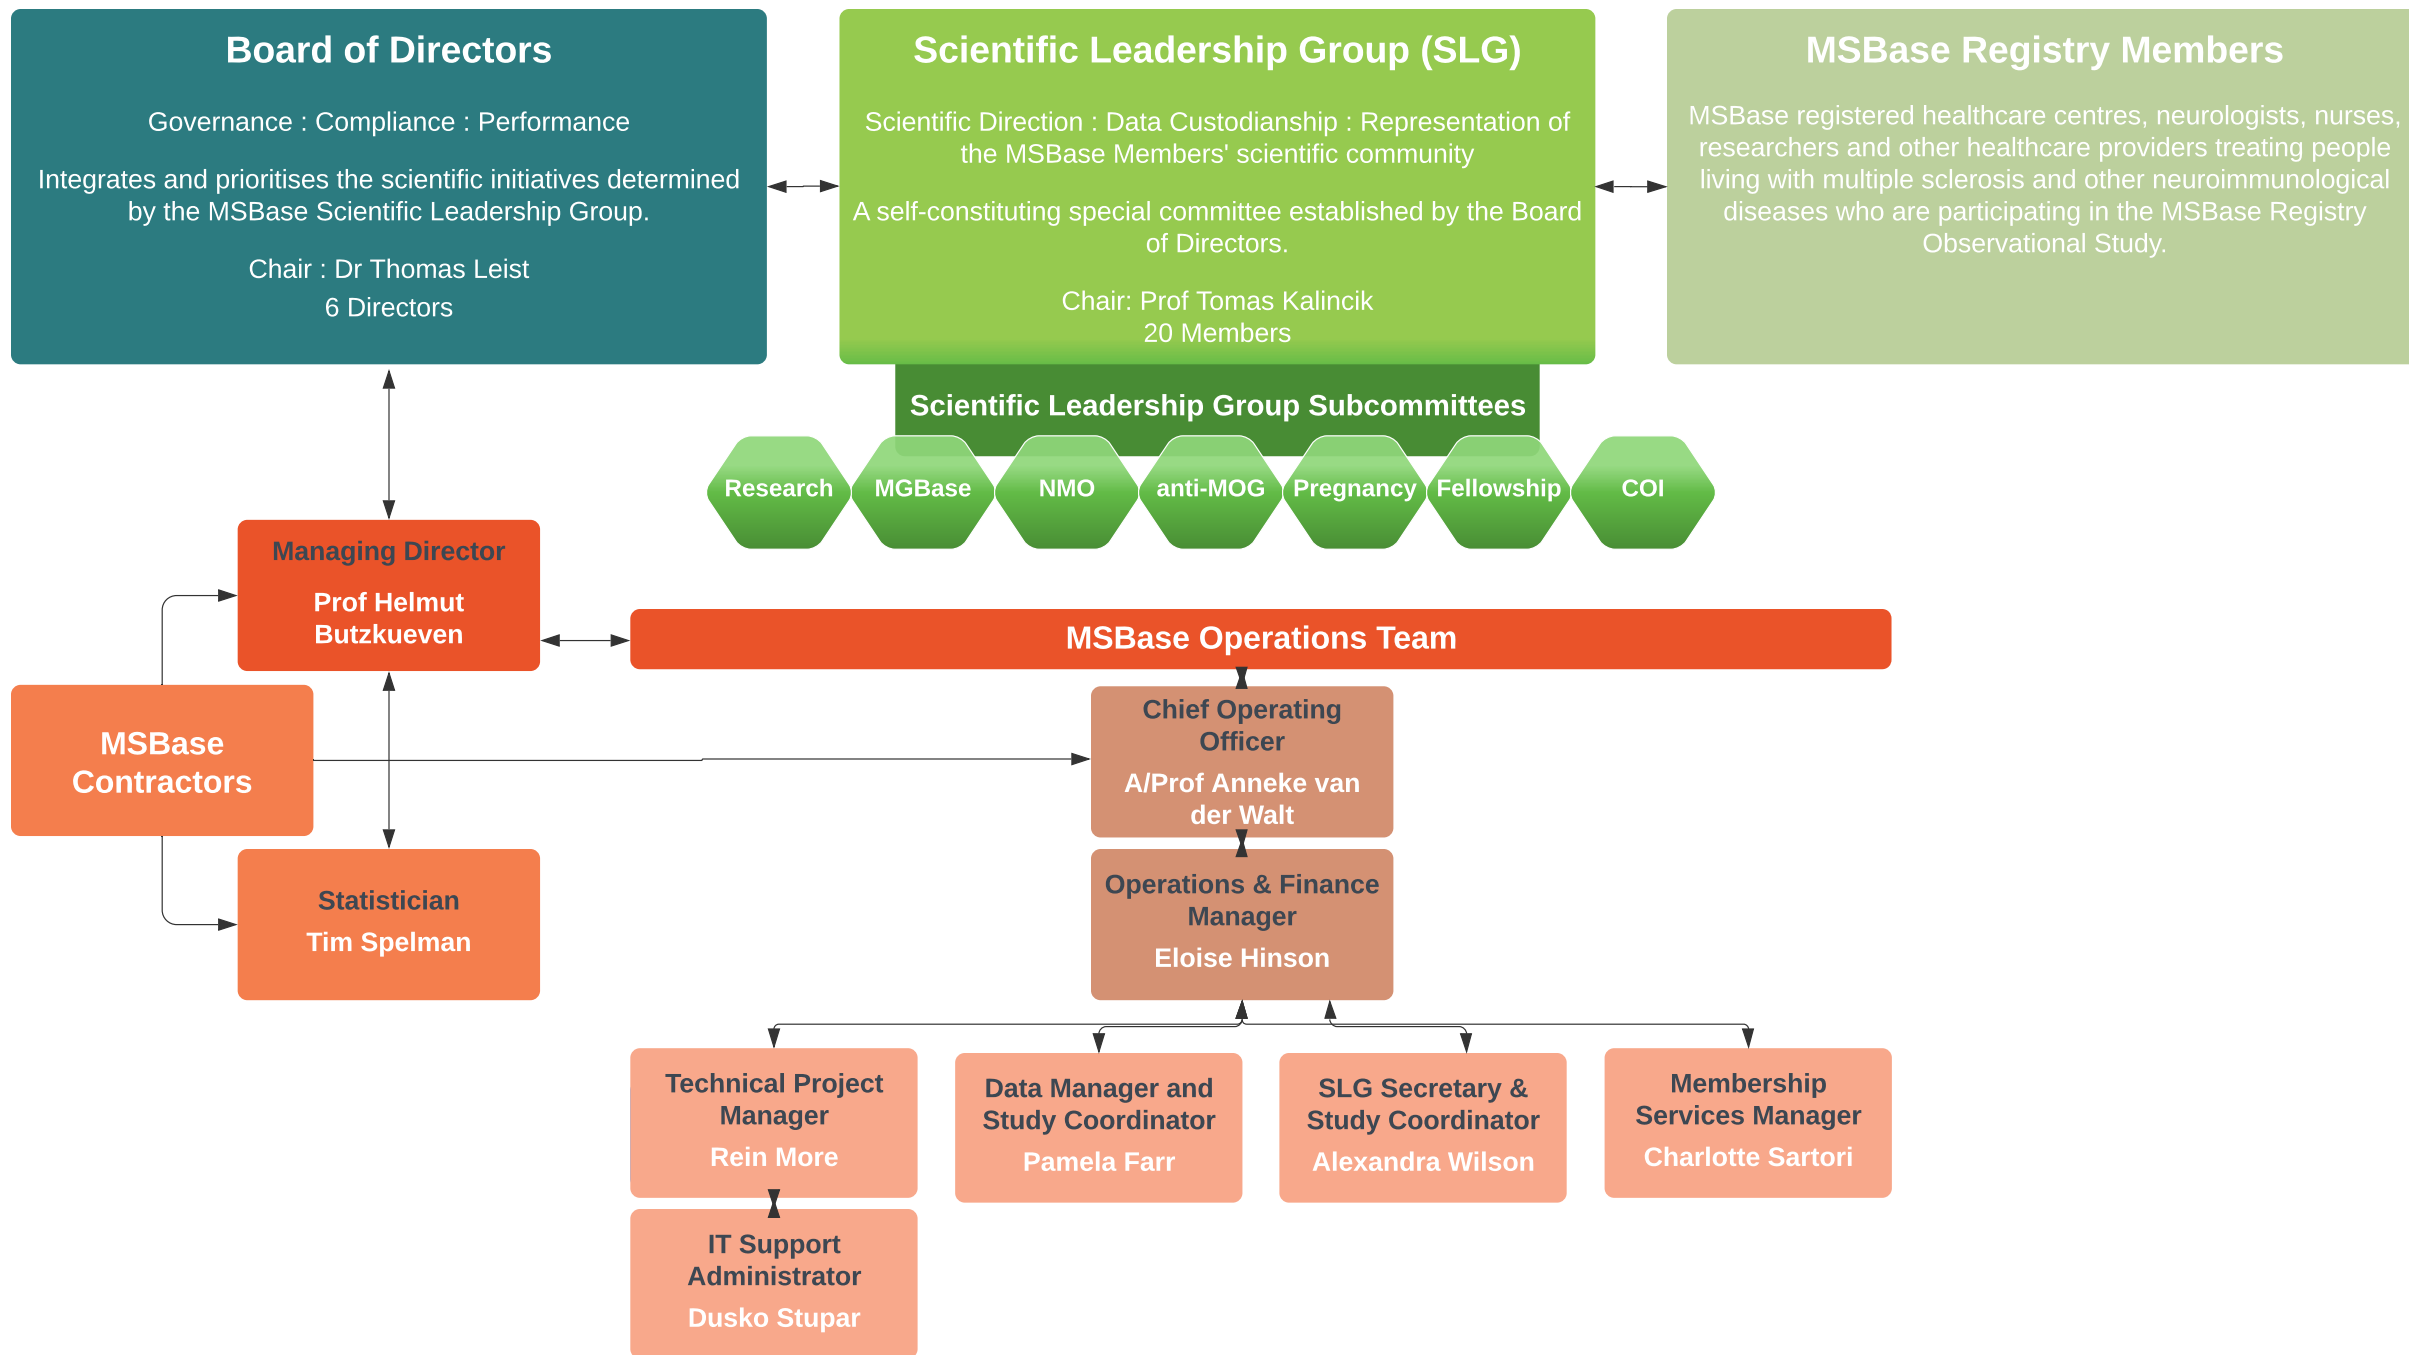 Board of Directors
Governance : Compliance : Performance
Integrates and prioritises the scientific initiatives determined
by the MSBase Scientific Leadership Group.
Chair : Dr Thomas Leist
6 Directors
Scientific Leadership Group (SLG)
Scientific Direction : Data Custodianship : Representation of
the MSBase Members' scientific community
A self-constituting special committee established by the Board
of Directors.
Chair: Prof Tomas Kalincik
20 Members
MSBase Registry Members
MSBase registered healthcare centres, neurologists, nurses,
researchers and other healthcare providers treating people
living with multiple sclerosis and other neuroimmunological
diseases who are participating in the MSBase Registry
Observational Study.
Scientific Leadership Group Subcommittees
Research
MGBase
NMO
anti-MOG
Pregnancy
Fellowship
COI
Managing Director
Prof Helmut
Butzkueven
MSBase Operations Team
MSBase
Contractors
Chief Operating
Officer
A/Prof Anneke van
der Walt
Statistician
Tim Spelman
Operations & Finance
Manager
Eloise Hinson
Technical Project
Manager
Rein More
Data Manager and
Study Coordinator
Pamela Farr
SLG Secretary &
Study Coordinator
Alexandra Wilson
Membership
Services Manager
Charlotte Sartori
IT Support
Administrator
Dusko Stupar